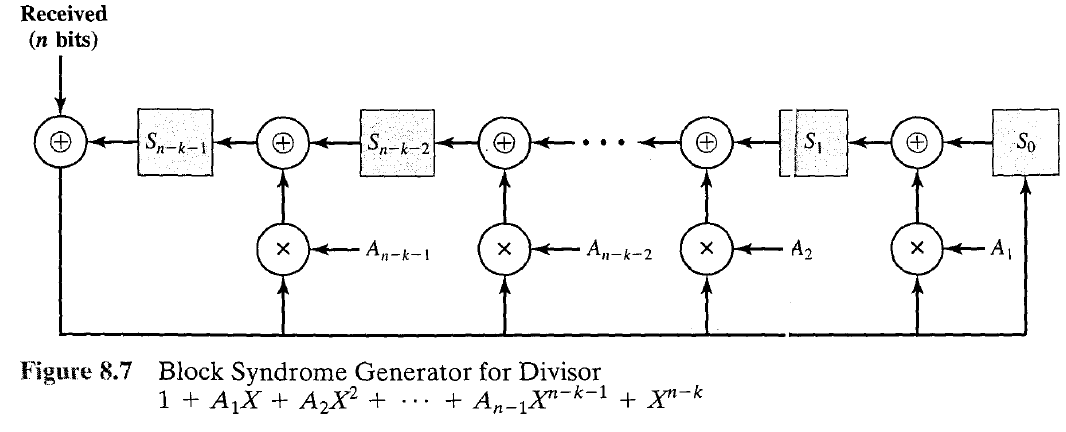 Received
(n bits)
⊕ S_{n-k-1} ⊕ S_{n-k-2} ⊕ ··· ⊕ S_1 ⊕ S_0
× A_{n-k-1} × A_{n-k-2} × A_2 × A_1
Figure 8.7 Block Syndrome Generator for Divisor
1 + A_1X + A_2X^2 + ··· + A_{n-1}X^{n-k-1} + X^{n-k}